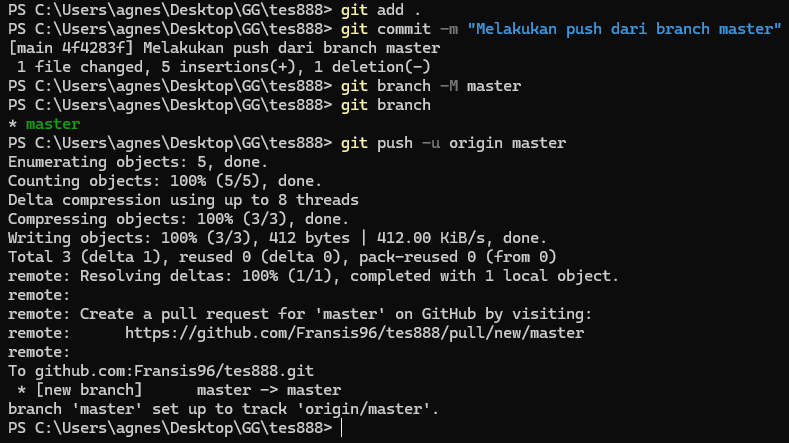 PS C:\Users\agnes\Desktop\GG\tes888> git add .
PS C:\Users\agnes\Desktop\GG\tes888> git commit -m "Melakukan push dari branch master"
[main 4f4283f] Melakukan push dari branch master
 1 file changed, 5 insertions(+), 1 deletion(-)
PS C:\Users\agnes\Desktop\GG\tes888> git branch -M master
PS C:\Users\agnes\Desktop\GG\tes888> git branch
* master
PS C:\Users\agnes\Desktop\GG\tes888> git push -u origin master
Enumerating objects: 5, done.
Counting objects: 100% (5/5), done.
Delta compression using up to 8 threads
Compressing objects: 100% (3/3), done.
Writing objects: 100% (3/3), 412 bytes | 412.00 KiB/s, done.
Total 3 (delta 1), reused 0 (delta 0), pack-reused 0 (from 0)
remote: Resolving deltas: 100% (1/1), completed with 1 local object.
remote:
remote: Create a pull request for 'master' on GitHub by visiting:
remote:      https://github.com/Fransis96/tes888/pull/new/master
remote:
To github.com:Fransis96/tes888.git
 * [new branch]      master -> master
branch 'master' set up to track 'origin/master'.
PS C:\Users\agnes\Desktop\GG\tes888>